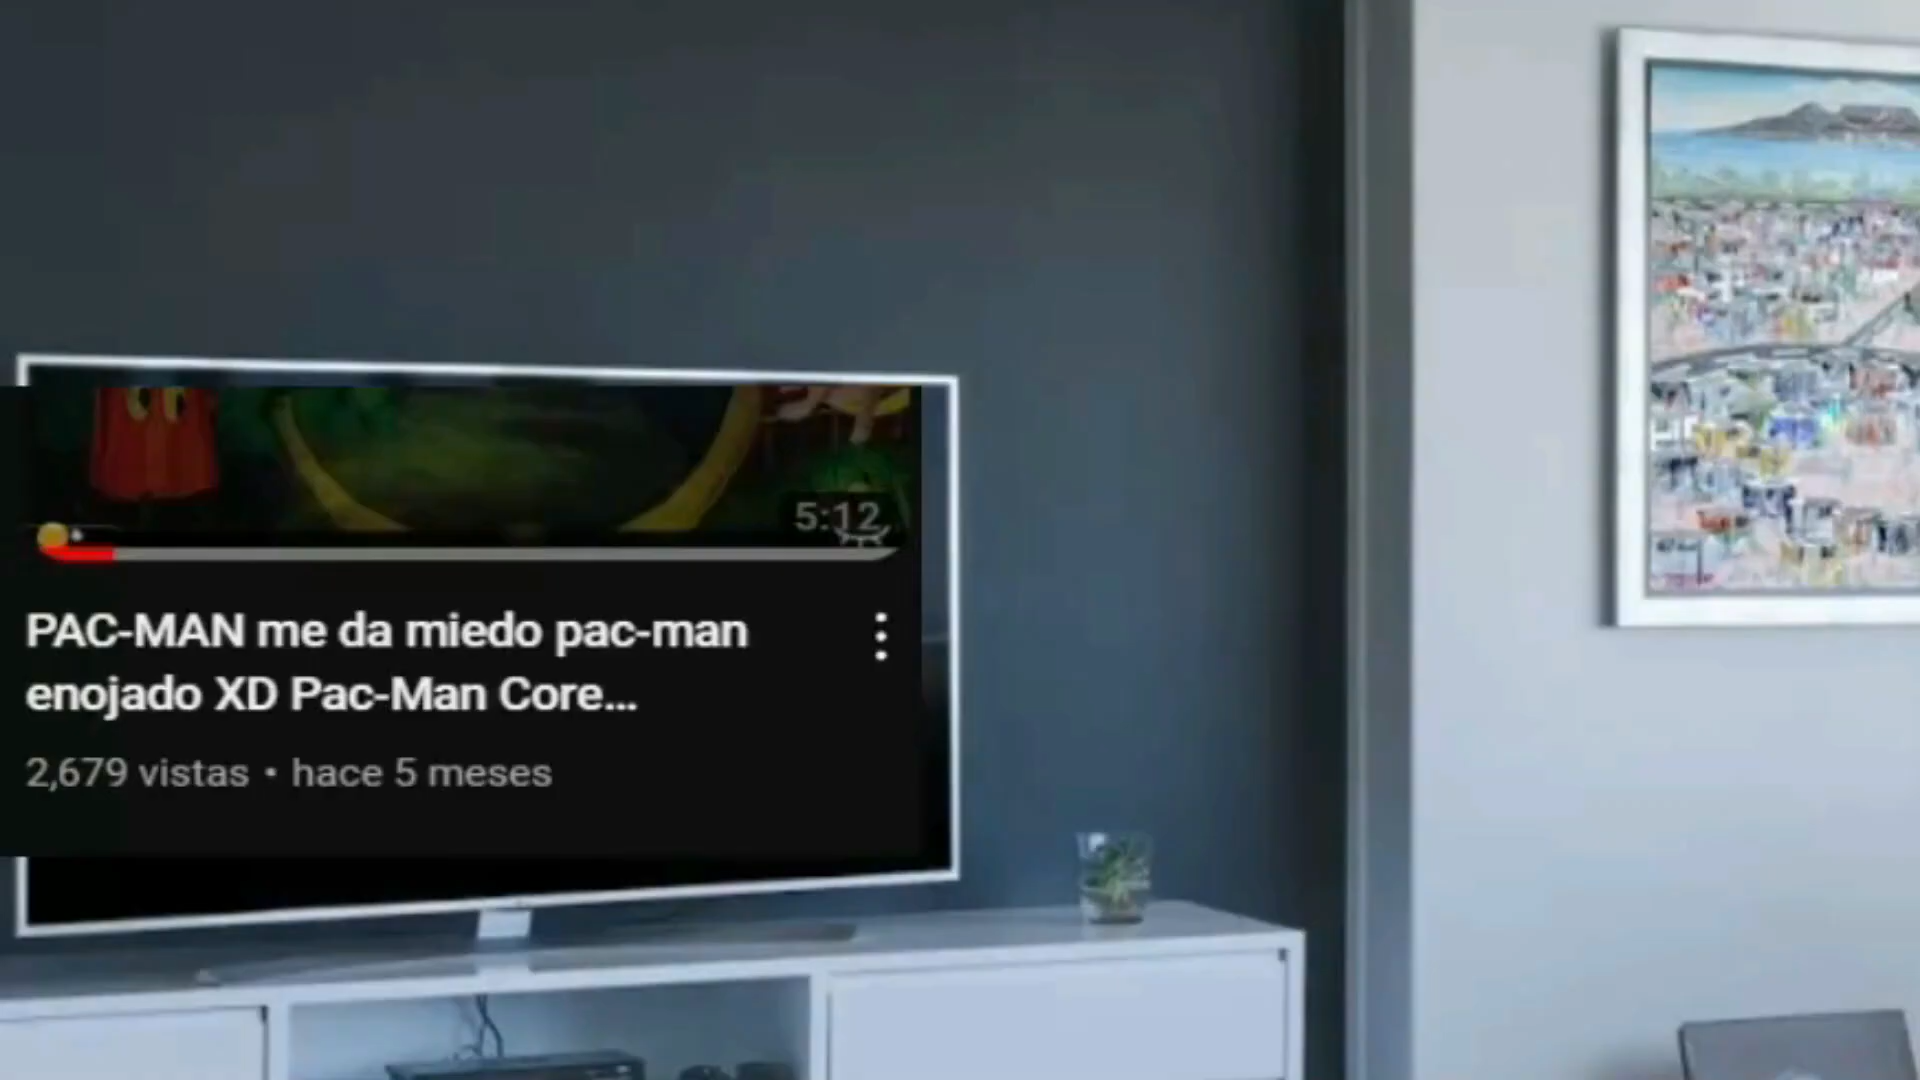 5:12
PAC-MAN me da miedo pac-man
enojado XD Pac-Man Core...
2,679 vistas • hace 5 meses